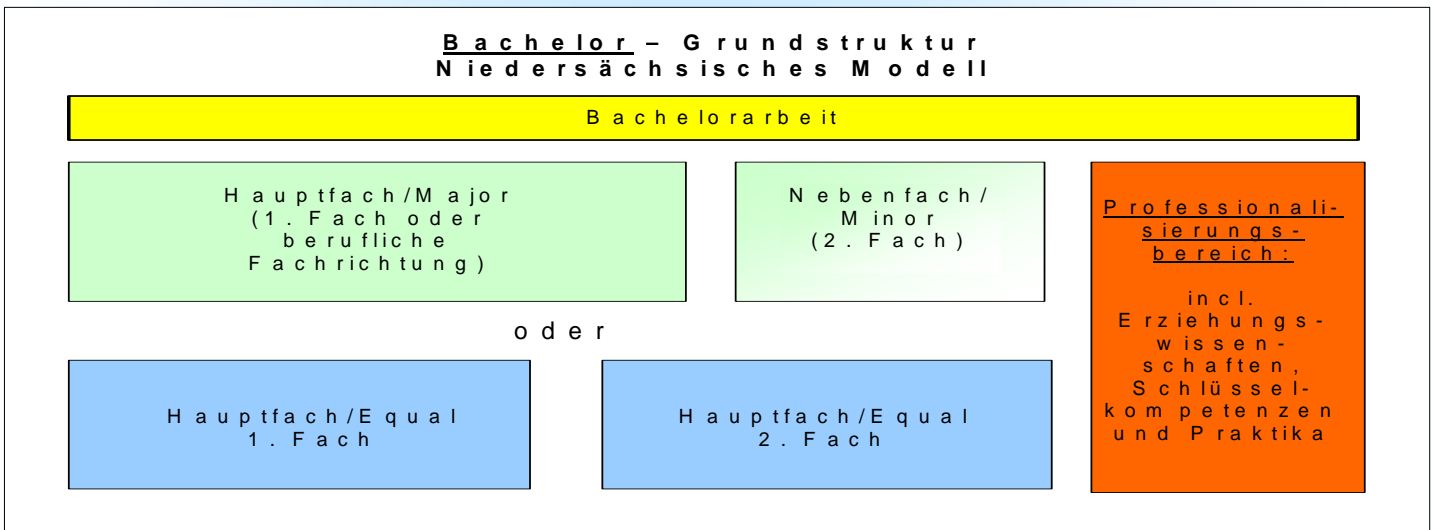 Bachelor – Grundstruktur
Niedersächsisches Modell
Bachelorarbeit
Hauptfach/Major
(1. Fach oder
berufliche
Fachrichtung)
Nebenfach/
Minor
(2. Fach)
Professionali-
sierungs-
bereich:
incl.
Erziehungs-
wissen-
schaften,
Schlüssel-
kompetenzen
und Praktika
oder
Hauptfach/Equal
1. Fach
Hauptfach/Equal
2. Fach